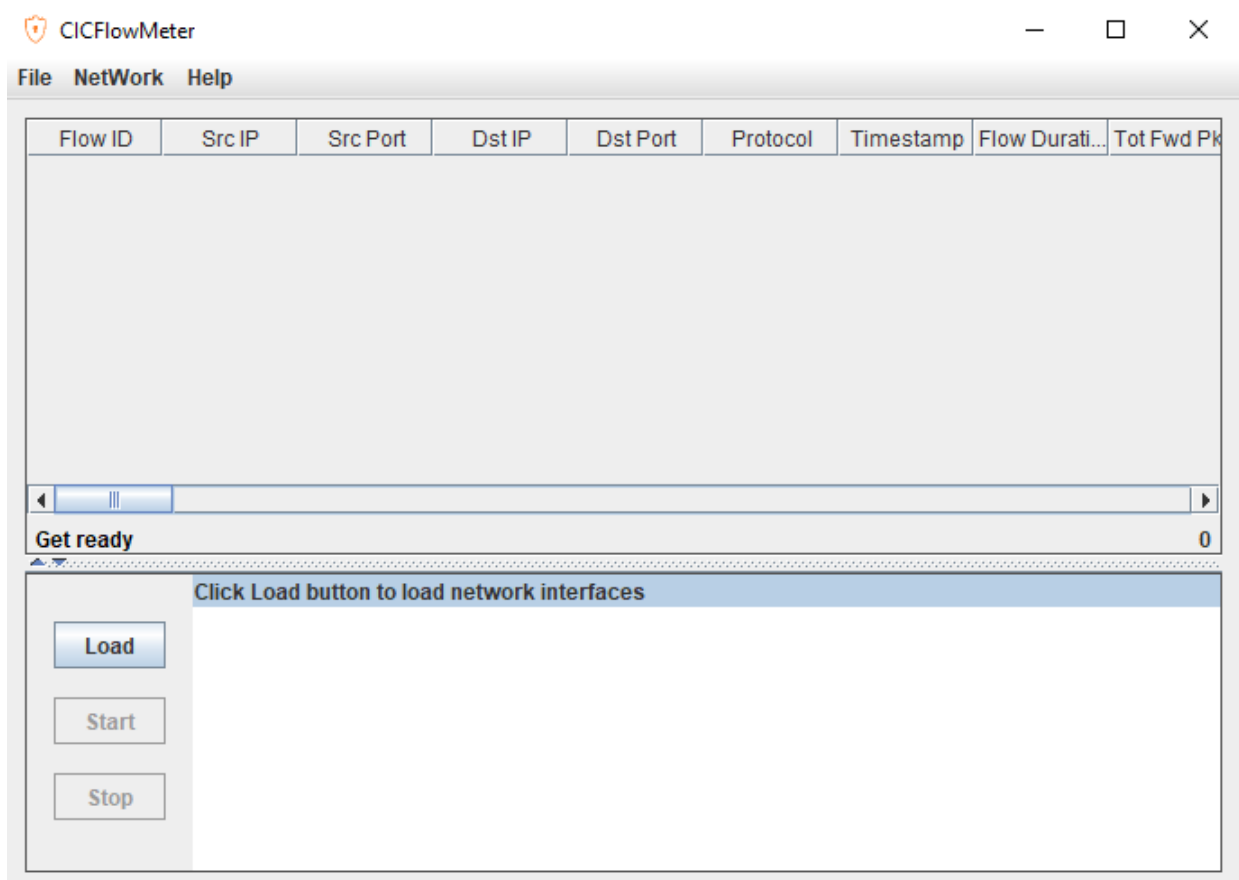 CICFlowMeter
File NetWork Help
Flow ID Src IP Src Port Dst IP Dst Port Protocol Timestamp Flow Durati... Tot Fwd Pk
Get ready 0
Click Load button to load network interfaces
Load
Start
Stop